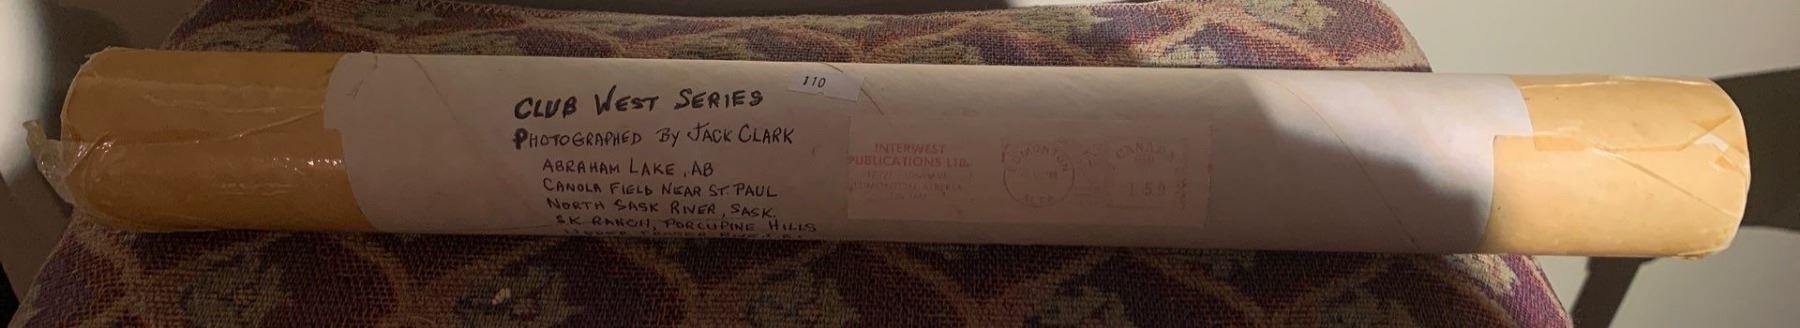 110
CLUB WEST SERIES
PHOTOGRAPHED BY JACK CLARK
ABRAHAM LAKE, AB
CANOLA FIELD NEAR ST PAUL
NORTH SASK RIVER, SASK.
SK RANCH, PORCUPINE HILLS
INTERWEST
PUBLICATIONS LTD.
EDMONTON, ALBERTA
EDMONTON
ALTA
CANADA
1.59